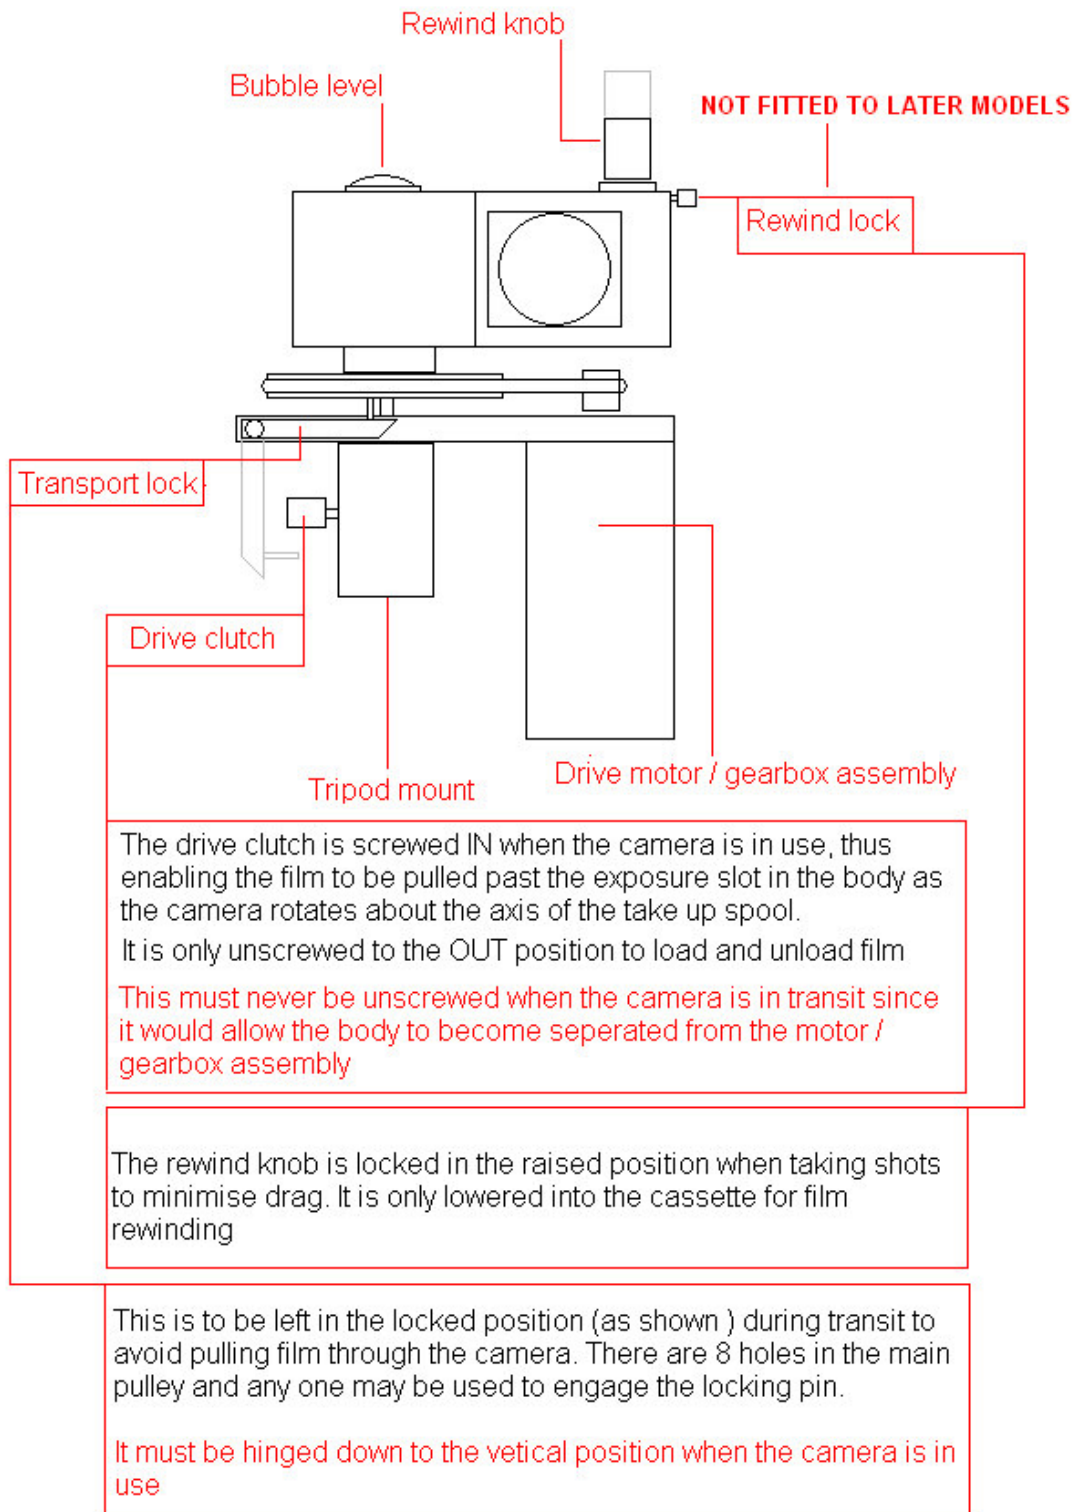 Rewind knob
Bubble level
NOT FITTED TO LATER MODELS
Rewind lock
Transport lock
Drive clutch
Tripod mount
Drive motor / gearbox assembly
The drive clutch is screwed IN when the camera is in use, thus
enabling the film to be pulled past the exposure slot in the body as
the camera rotates about the axis of the take up spool.
It is only unscrewed to the OUT position to load and unload film
This must never be unscrewed when the camera is in transit since
it would allow the body to become seperated from the motor /
gearbox assembly
The rewind knob is locked in the raised position when taking shots
to minimise drag. It is only lowered into the cassette for film
rewinding
This is to be left in the locked position (as shown ) during transit to
avoid pulling film through the camera. There are 8 holes in the main
pulley and any one may be used to engage the locking pin.
It must be hinged down to the vetical position when the camera is in
use